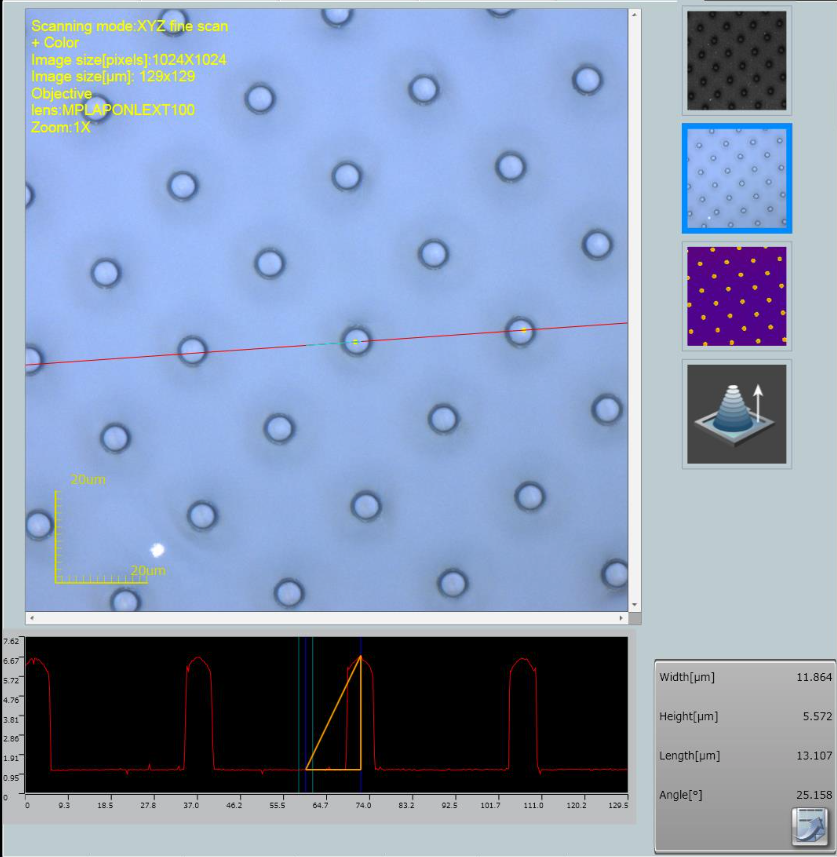 Scanning mode:XYZ fine scan
+ Color
Image size[pixels]:1024X1024
Image size[µm]: 129x129
Objective
lens:MPLAPONLEXT100
Zoom:1X
20um
20um
7.62
6.67
5.72
4.76
3.81
2.86
1.91
0.95
0
0 9.3 18.5 27.8 37.0 46.2 55.5 64.7 74.0 83.2 92.5 101.7 111.0 120.2 129.5
Width[µm] 11.864
Height[µm] 5.572
Length[µm] 13.107
Angle[°] 25.158